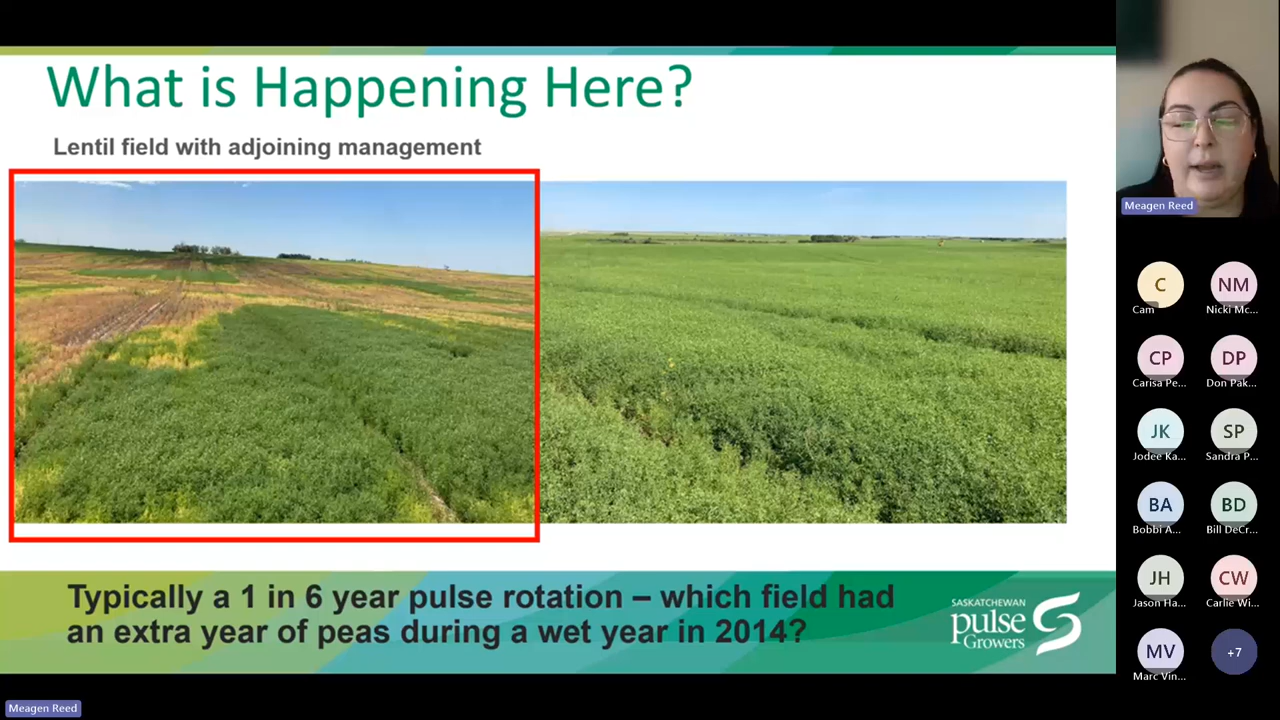 What is Happening Here?
Lentil field with adjoining management
Typically a 1 in 6 year pulse rotation – which field had
an extra year of peas during a wet year in 2014?
SASKATCHEWAN
pulse
Growers
Meagen Reed
C
NM
Cam
Nicki Mc...
CP
DP
Carisa Pe...
Don Pak...
JK
SP
Jodee Ka...
Sandra P...
BA
BD
Bobbi A...
Bill DeCr...
JH
CW
Jason Ha...
Carlie Wi...
MV
+7
Marc Vin...
Meagen Reed